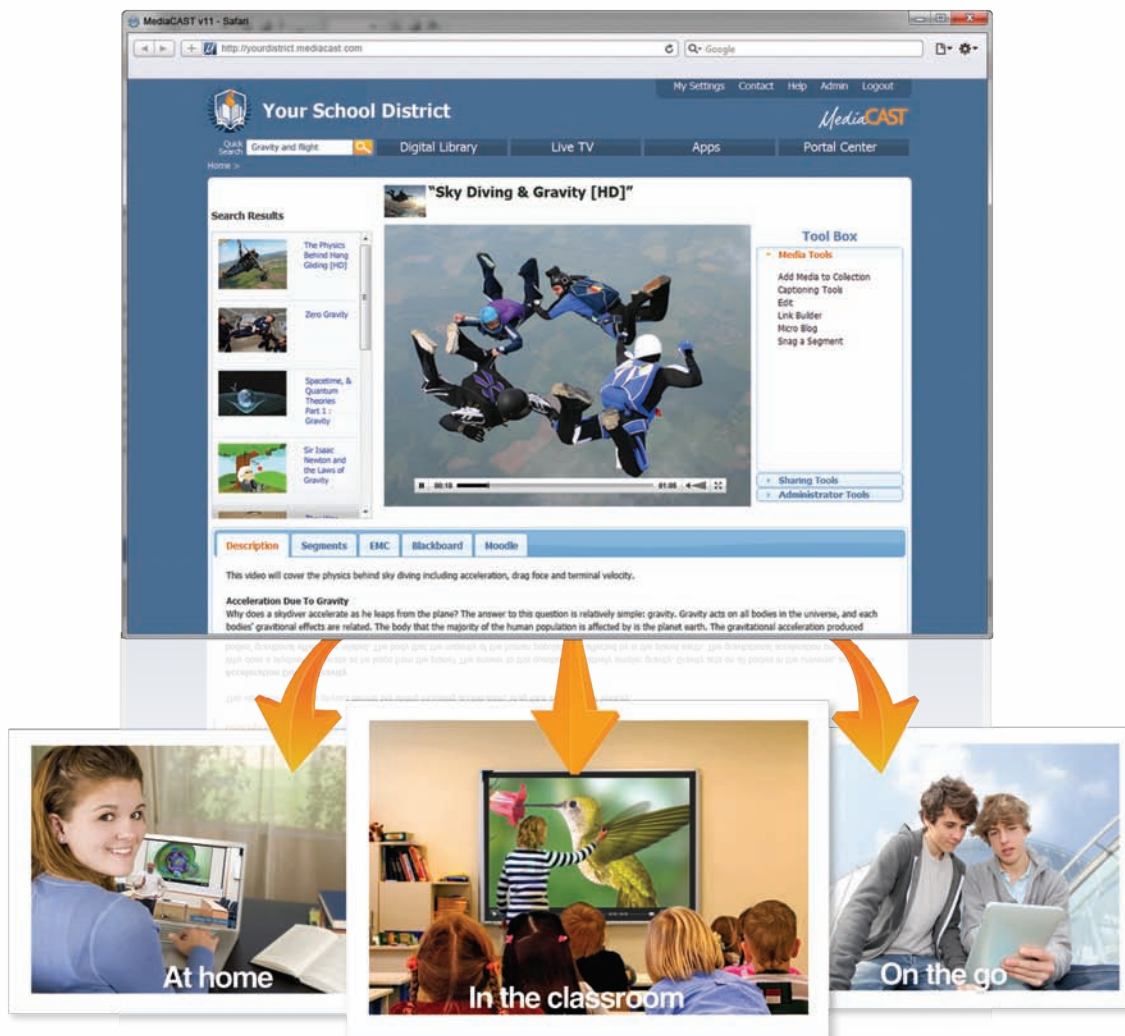 MediaCAST v11 - Safari
http://yourdistrict.mediacast.com
Google
My Settings Contact Help Admin Logout
Your School District
MediaCAST
Quick Search
Gravity and flight
Digital Library Live TV Apps Portal Center
Home >
"Sky Diving & Gravity [HD]"
Search Results
The Physics
Behind Hang
Gliding [HD]
Zero Gravity
Spacetime, &
Quantum
Theories
Part 1 :
Gravity
Sir Isaac
Newton and
the Laws of
Gravity
00:18
01:05
Tool Box
Media Tools
Add Media to Collection
Captioning Tools
Edit
Link Builder
Micro Blog
Snag a Segment
Sharing Tools
Administrator Tools
Description Segments EMC Blackboard Moodle
This video will cover the physics behind sky diving including acceleration, drag foce and terminal velocity.
Acceleration Due To Gravity
Why does a skydiver accelerate as he leaps from the plane? The answer to this question is relatively simple: gravity. Gravity acts on all bodies in the universe, and each
bodies' gravitional effects are related. The body that the majority of the human population is affected by is the planet earth. The gravitational acceleration produced
At home
In the classroom
On the go